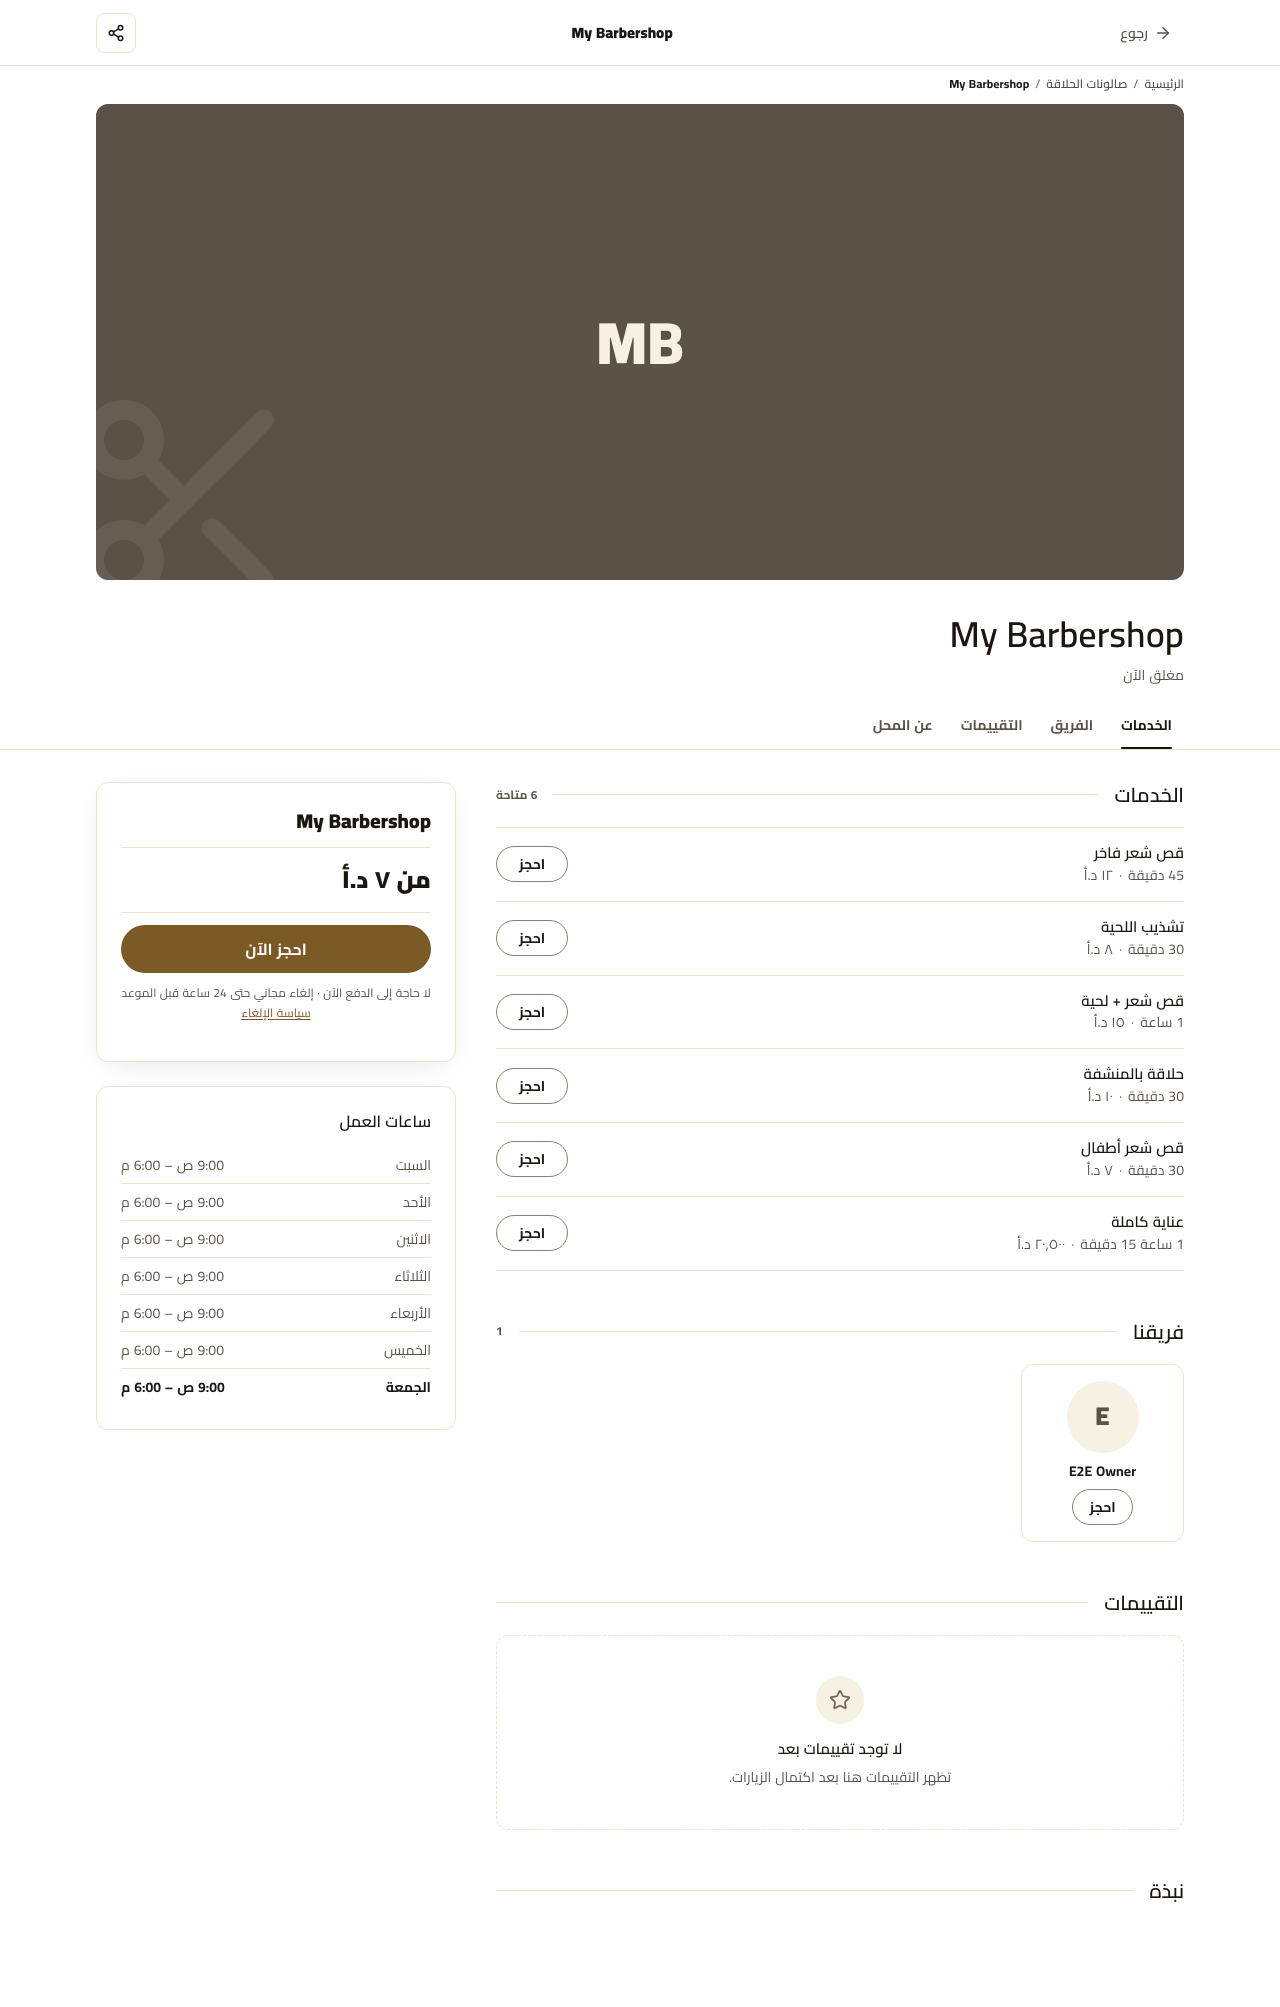 رجوع
My Barbershop
الرئيسية / صالونات الحلاقة / My Barbershop
MB
My Barbershop
مغلق الآن
الخدمات
الفريق
التقييمات
عن المحل
الخدمات
6 متاحة
قص شعر فاخر
45 دقيقة · ١٢ د.أ
احجز
تشذيب اللحية
30 دقيقة · ٨ د.أ
احجز
قص شعر + لحية
1 ساعة · ١٥ د.أ
احجز
حلاقة بالمنشفة
30 دقيقة · ١٠ د.أ
احجز
قص شعر أطفال
30 دقيقة · ٧ د.أ
احجز
عناية كاملة
1 ساعة 15 دقيقة · ٢٠,٥٠٠ د.أ
احجز
فريقنا
1
E
E2E Owner
احجز
التقييمات
لا توجد تقييمات بعد
تظهر التقييمات هنا بعد اكتمال الزيارات.
نبذة
My Barbershop
من ٧ د.أ
احجز الآن
لا حاجة إلى الدفع الآن · إلغاء مجاني حتى 24 ساعة قبل الموعد
سياسة الإلغاء
ساعات العمل
السبت 9:00 ص – 6:00 م
الأحد 9:00 ص – 6:00 م
الاثنين 9:00 ص – 6:00 م
الثلاثاء 9:00 ص – 6:00 م
الأربعاء 9:00 ص – 6:00 م
الخميس 9:00 ص – 6:00 م
الجمعة 9:00 ص – 6:00 م